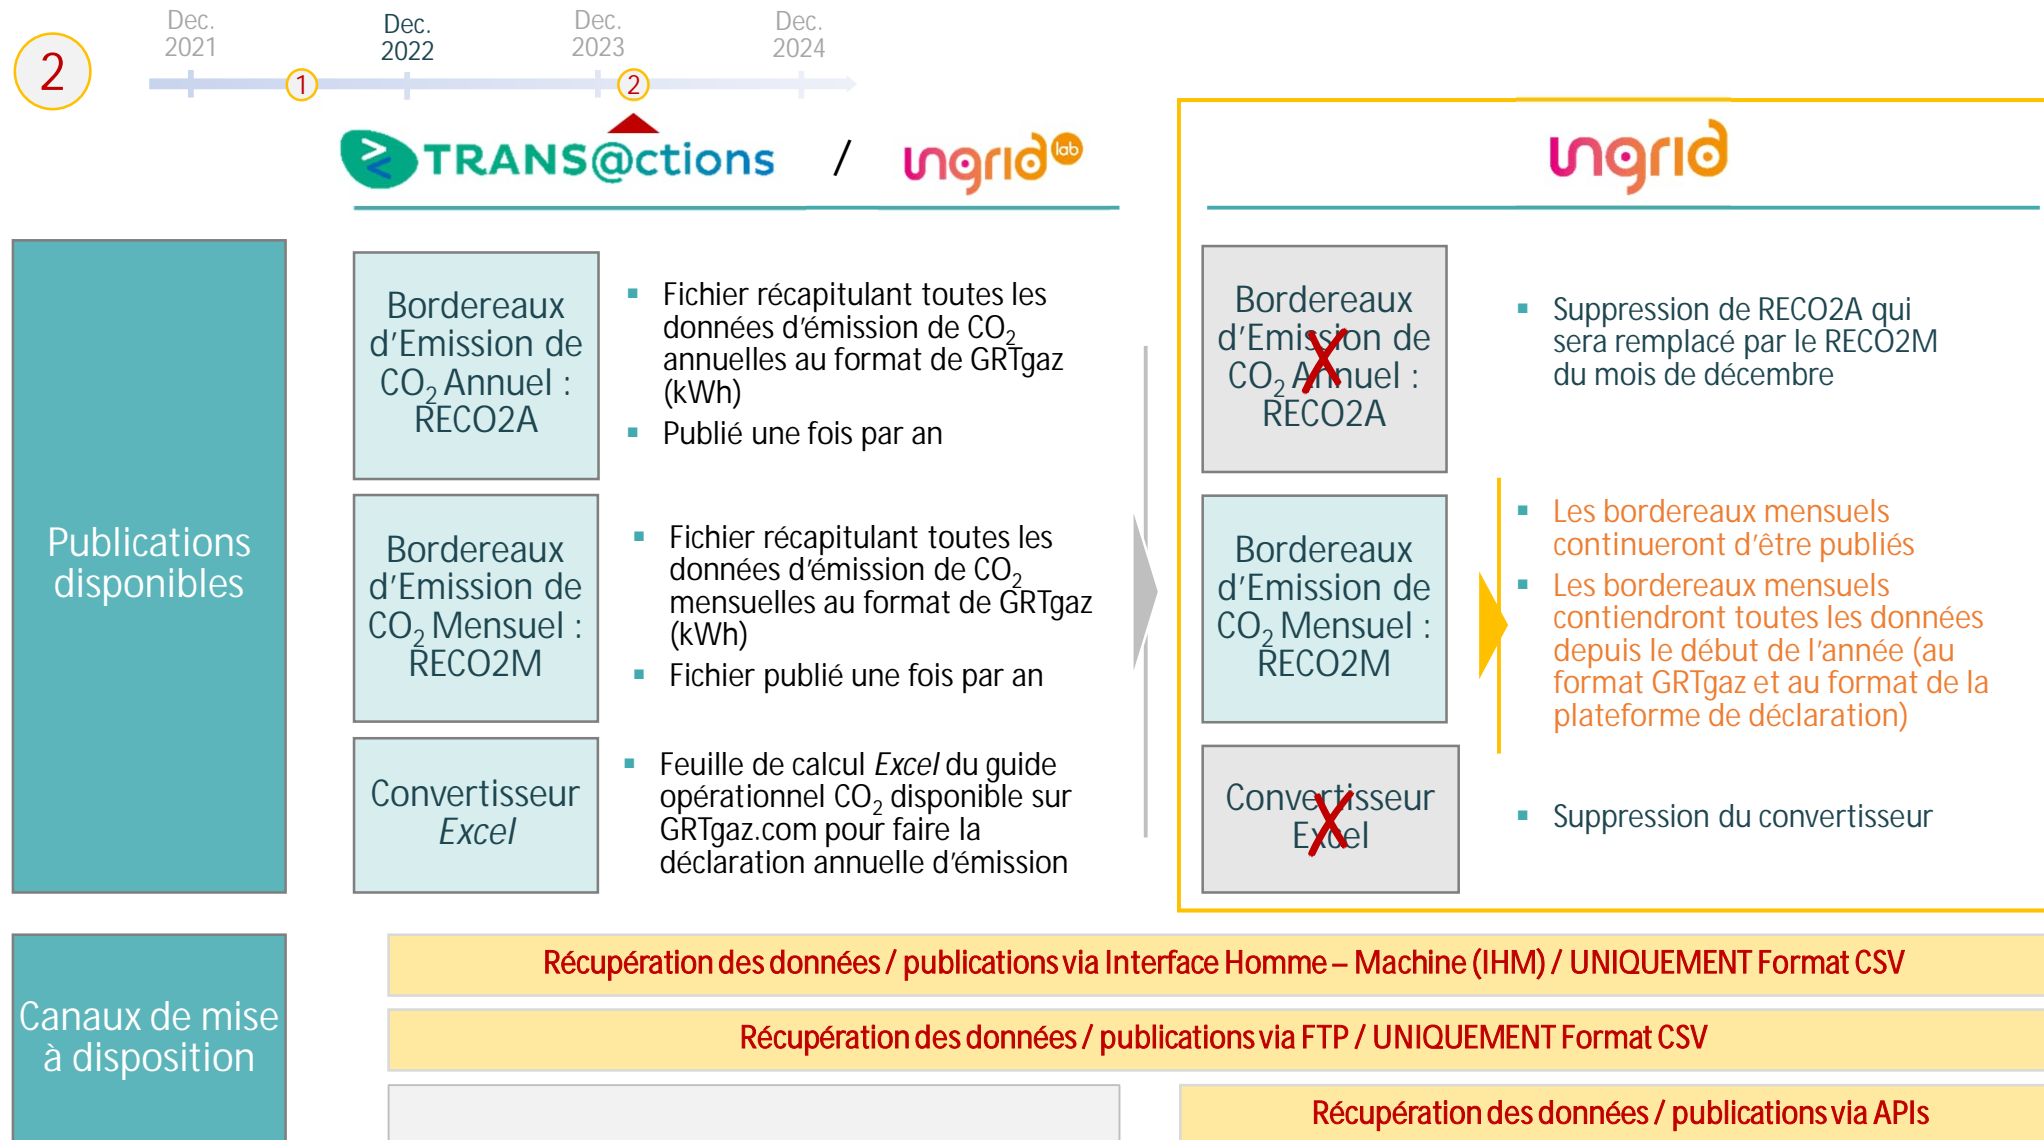 2
Dec.
2021
Dec.
2022
Dec.
2023
Dec.
2024
1
2
TRANS@ctions
/
ingrid lab
ingrid
Publications
disponibles
Bordereaux
d'Emission de
CO2 Annuel :
RECO2A
▪ Fichier récapitulant toutes les
données d'émission de CO2
annuelles au format de GRTgaz
(kWh)
▪ Publié une fois par an
Bordereaux
d'Emission de
CO2 Annuel :
RECO2A
X
▪ Suppression de RECO2A qui
sera remplacé par le RECO2M
du mois de décembre
Bordereaux
d'Emission de
CO2 Mensuel :
RECO2M
▪ Fichier récapitulant toutes les
données d'émission de CO2
mensuelles au format de GRTgaz
(kWh)
▪ Fichier publié une fois par an
Bordereaux
d'Emission de
CO2 Mensuel :
RECO2M
▪ Les bordereaux mensuels
continueront d'être publiés
▪ Les bordereaux mensuels
contiendront toutes les données
depuis le début de l'année (au
format GRTgaz et au format de la
plateforme de déclaration)
Convertisseur
Excel
▪ Feuille de calcul Excel du guide
opérationnel CO2 disponible sur
GRTgaz.com pour faire la
déclaration annuelle d'émission
Convertisseur
Excel
X
▪ Suppression du convertisseur
Canaux de mise
à disposition
Récupération des données / publications via Interface Homme – Machine (IHM) / UNIQUEMENT Format CSV
Récupération des données / publications via FTP / UNIQUEMENT Format CSV
Récupération des données / publications via APIs